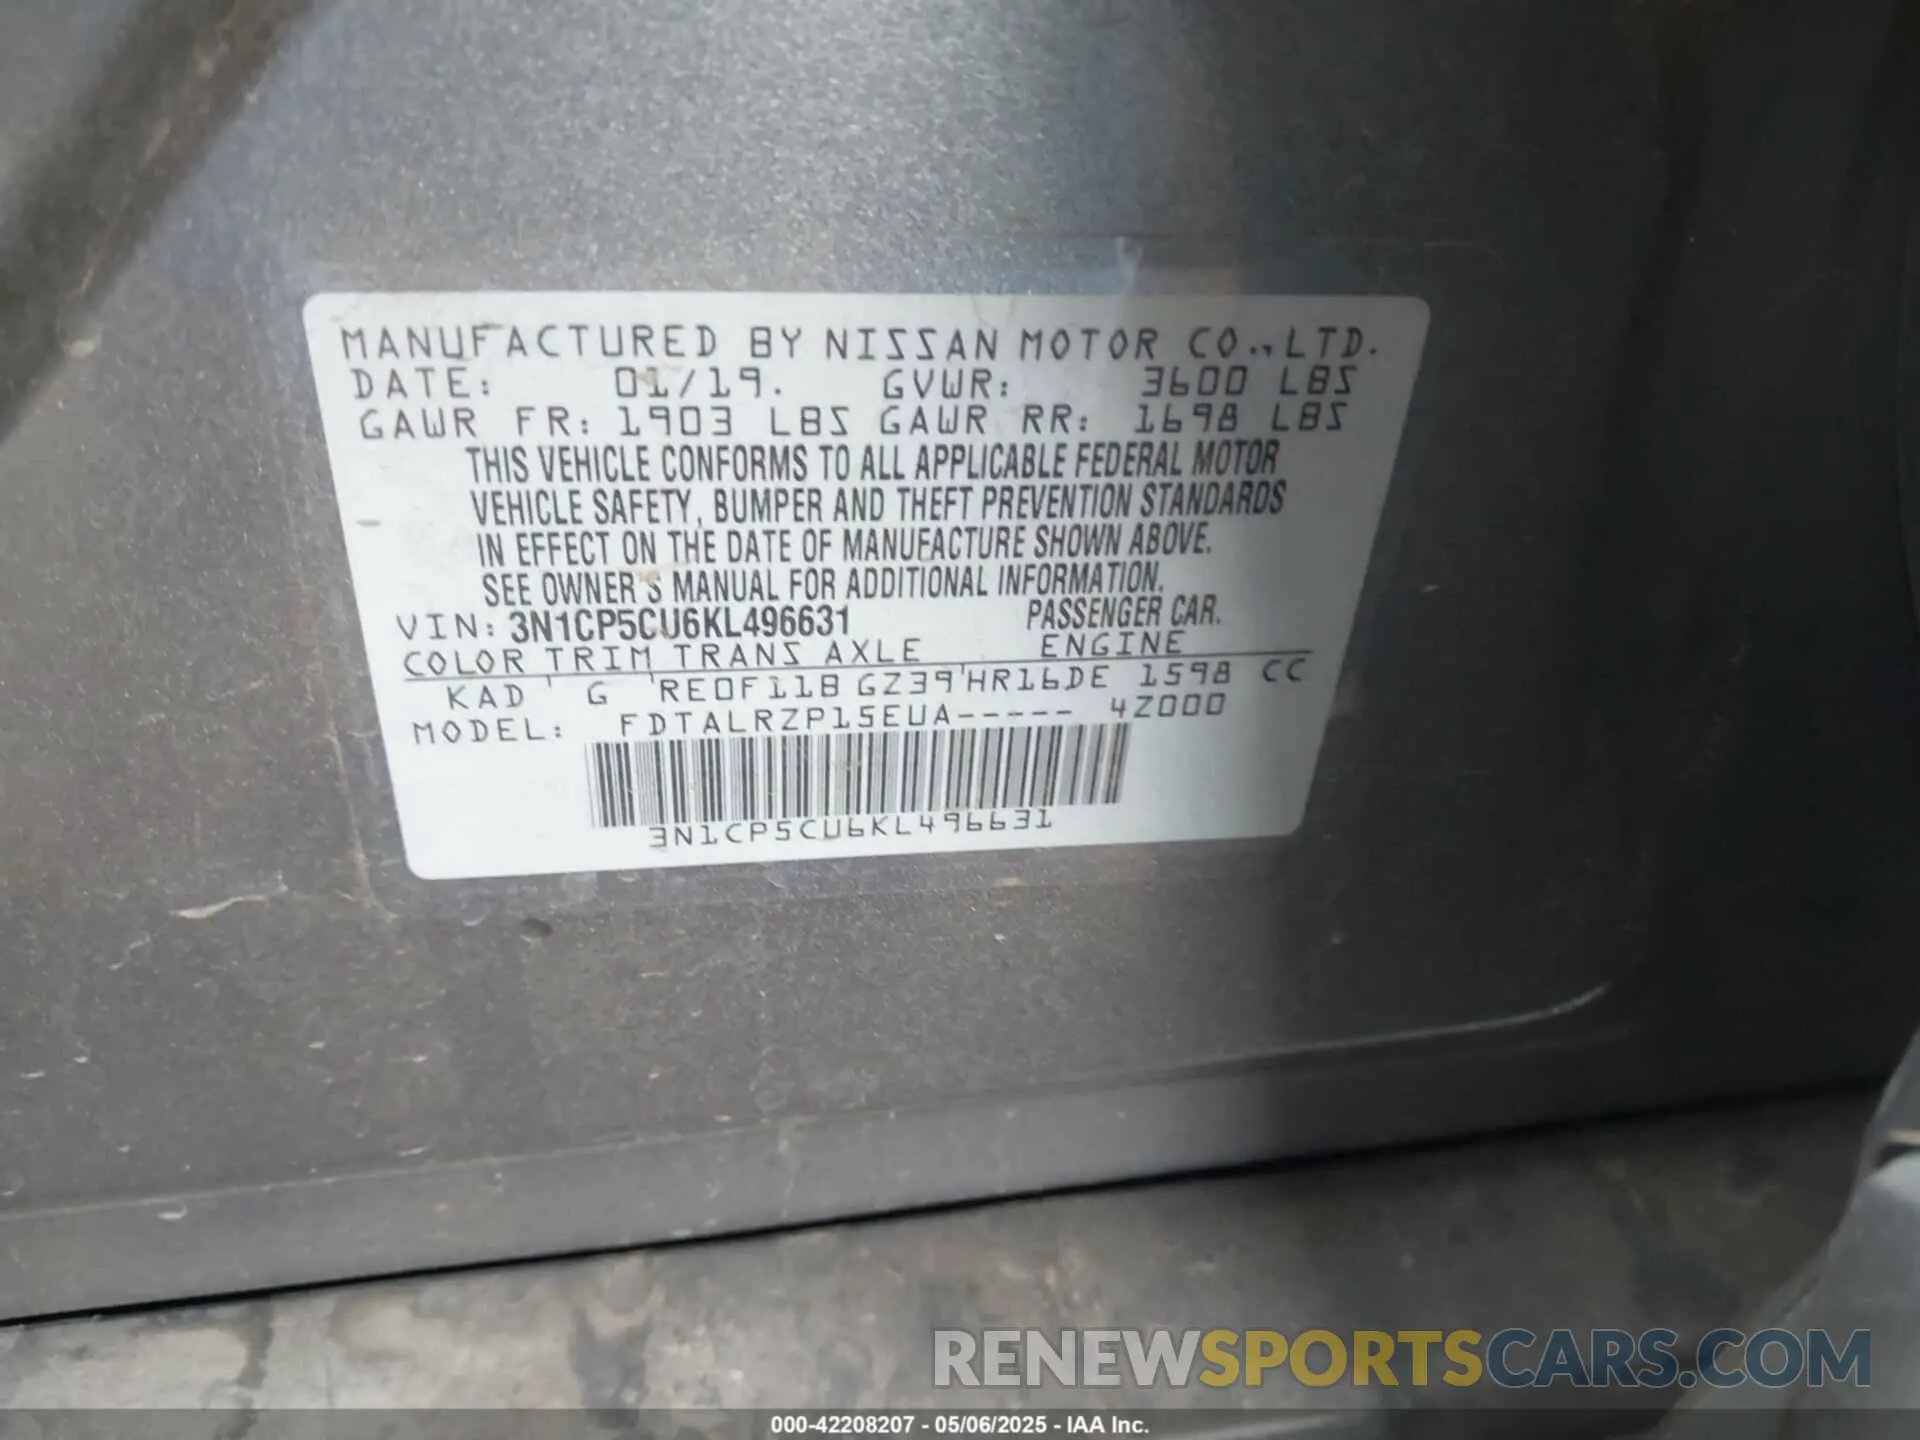 MANUFACTURED BY NISSAN MOTOR CO., LTD.
DATE: 01/19. GVWR: 3600 LBS
GAWR FR: 1903 LBS GAWR RR: 1698 LBS
THIS VEHICLE CONFORMS TO ALL APPLICABLE FEDERAL MOTOR
VEHICLE SAFETY, BUMPER AND THEFT PREVENTION STANDARDS
IN EFFECT ON THE DATE OF MANUFACTURE SHOWN ABOVE.
SEE OWNER'S MANUAL FOR ADDITIONAL INFORMATION.
VIN: 3N1CP5CU6KL496631 PASSENGER CAR.
COLOR TRIM TRANS AXLE ENGINE
KAD ' G 'RE0F11B GZ39'HR16DE 1598 CC
MODEL: FDTALRZP15EUA----- 4Z000
3N1CP5CU6KL496631
RENEWSPORTSCARS.COM
000-42208207 - 05/06/2025 - IAA Inc.